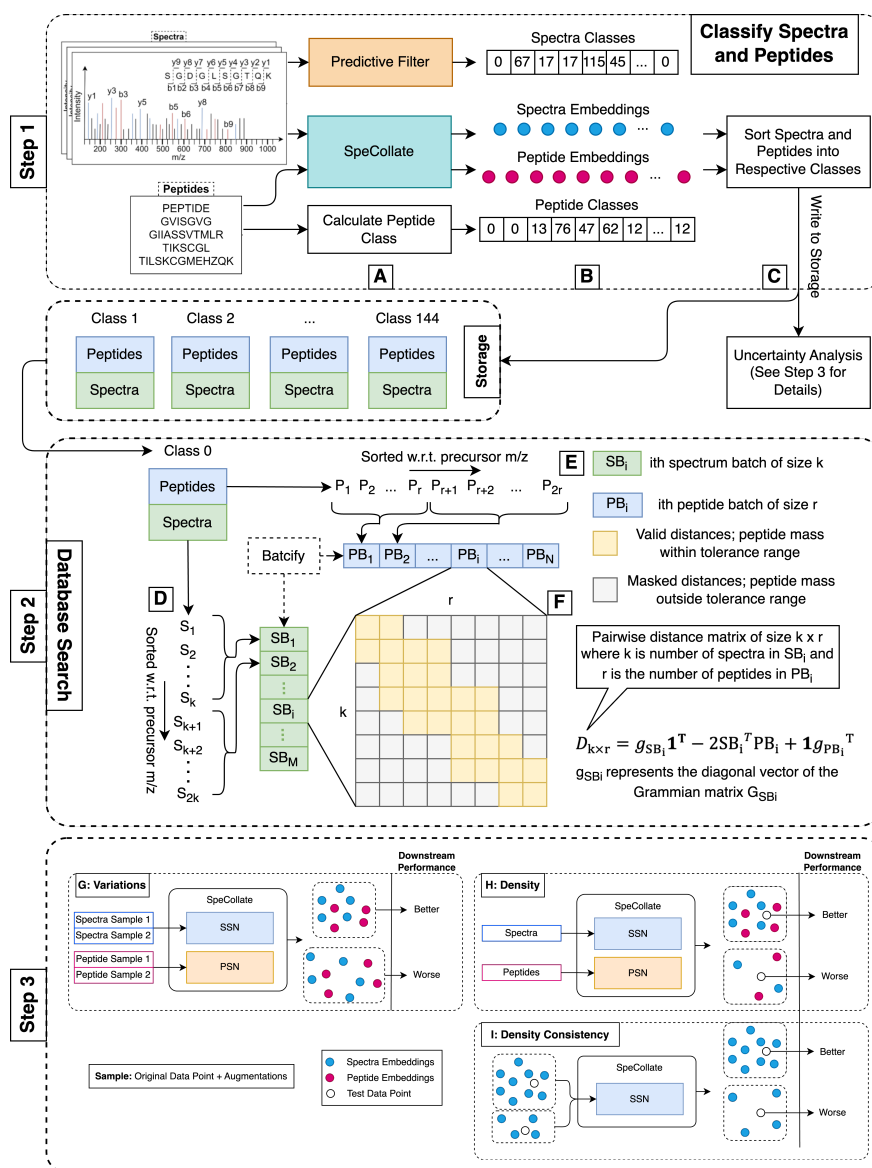 Step 1
Classify Spectra
and Peptides
Spectra
y9 y8 y7 y6 y5 y4 y3 y2 y1
S G D G L S G T Q K
b1 b2 b3 b4 b5 b6 b7 b8 b9
Intensity
y1 y3 b3 y5 b5 b6 y8 b9
200 300 400 500 600 700 800 900 1000
m/z
Predictive Filter
Spectra Classes
0 67 17 17 115 45 ... 0
SpeCollate
Spectra Embeddings
...
Peptide Embeddings
...
Sort Spectra and
Peptides into
Respective Classes
Peptides
PEPTIDE
GVISGVG
GIIASSVTMLR
TIKSCGL
TILSKCGMEHZQK
Calculate Peptide
Class
Peptide Classes
0 0 13 76 47 62 12 ... 12
A
B
C
Write to Storage
Class 1 Class 2 ... Class 144
Peptides Peptides Peptides Peptides
Spectra Spectra Spectra Spectra
Storage
Uncertainty Analysis
(See Step 3 for
Details)
Step 2
Database Search
Class 0
Peptides
Spectra
Sorted w.r.t. precursor m/z
E
P1 P2 ... Pr Pr+1 Pr+2 ... P2r
Batcify
PB1 PB2 ... PBi ... PBN
SBi ith spectrum batch of size k
PBi ith peptide batch of size r
Valid distances; peptide mass
within tolerance range
Masked distances; peptide mass
outside tolerance range
D
Sorted w.r.t. precursor m/z
S1
S2
Sk
Sk+1
Sk+2
S2k
SB1
SB2
SBi
SBM
F
r
k
Pairwise distance matrix of size k x r
where k is number of spectra in SBi and
r is the number of peptides in PBi
Dk×r = gSBi1^T − 2SBi^TPBi + 1gPBi^T
gSBi represents the diagonal vector of the
Grammian matrix GSBi
Step 3
G: Variations
Downstream
Performance
SpeCollate
Spectra Sample 1
Spectra Sample 2
SSN
Peptide Sample 1
Peptide Sample 2
PSN
Better
Worse
H: Density
Downstream
Performance
SpeCollate
Spectra
SSN
Peptides
PSN
Better
Worse
I: Density Consistency
SpeCollate
SSN
Better
Worse
Sample: Original Data Point + Augmentations
Spectra Embeddings
Peptide Embeddings
Test Data Point